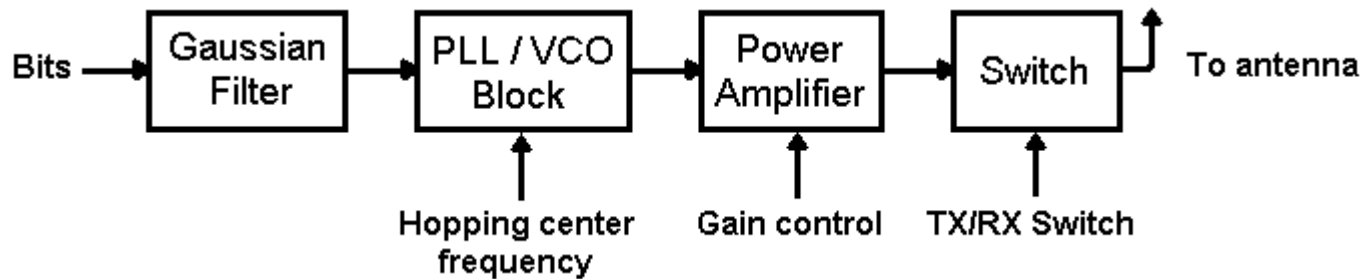 Bits
Gaussian
Filter
PLL / VCO
Block
Power
Amplifier
Switch
To antenna
Hopping center
frequency
Gain control
TX/RX Switch